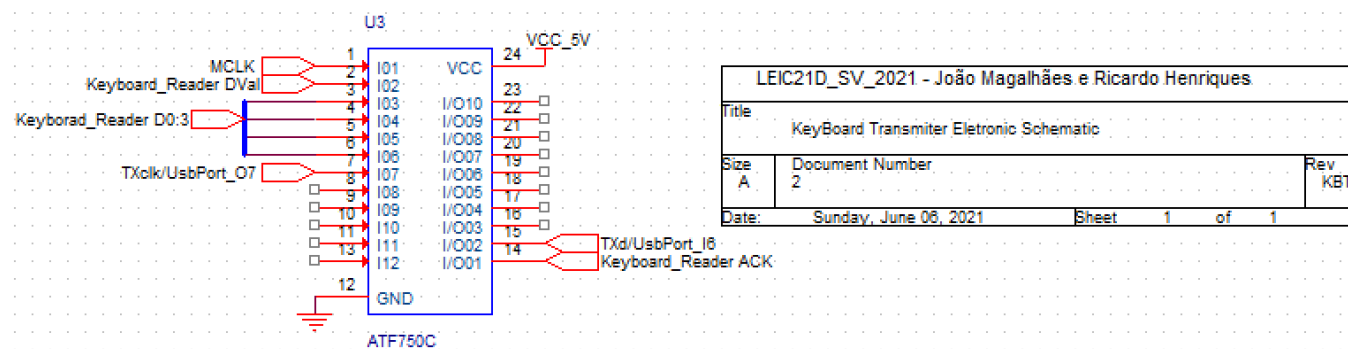 U3
VCC_5V
MCLK
Keyboard_Reader DVal
Keyborad_Reader D0:3
TXclk/UsbPort_O7
1
2
3
4
5
6
7
8
9
10
11
13
12
I01
I02
I03
I04
I05
I06
I07
I08
I09
I10
I11
I12
GND
VCC
I/O10
I/O09
I/O08
I/O07
I/O06
I/O05
I/O04
I/O03
I/O02
I/O01
24
23
22
21
20
19
18
17
16
15
14
TXd/UsbPort_I6
Keyboard_Reader ACK
ATF750C
LEIC21D_SV_2021 - João Magalhães e Ricardo Henriques
Title
KeyBoard Transmiter Eletronic Schematic
Size Document Number Rev
A 2 KBT
Date: Sunday, June 06, 2021 Sheet 1 of 1